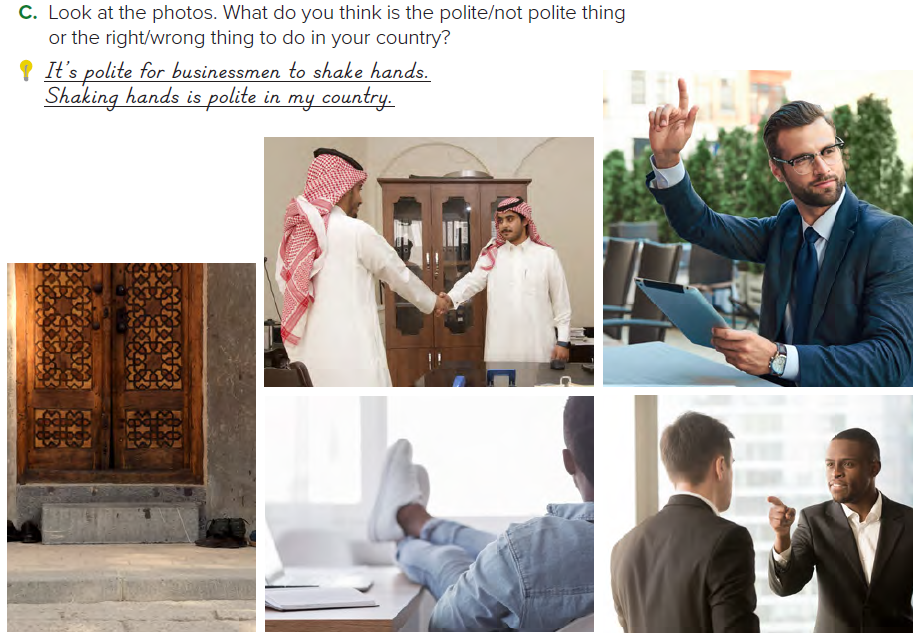 C. Look at the photos. What do you think is the polite/not polite thing
or the right/wrong thing to do in your country?
It's polite for businessmen to shake hands.
Shaking hands is polite in my country.